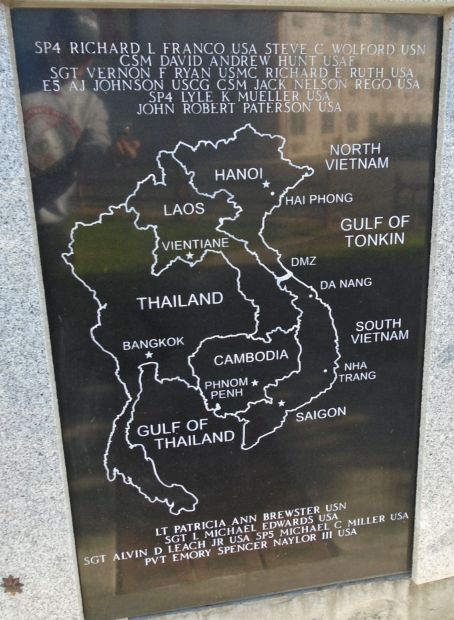 SP4 RICHARD L FRANCO USA STEVE C WOLFORD USN
CSM DAVID ANDREW HUNT USAF
SGT VERNON F RYAN USMC RICHARD E RUTH USA
E5 AJ JOHNSON USCG CSM JACK NELSON REGO USA
SP4 LYLE K MUELLER USA
JOHN ROBERT PATERSON USA
NORTH
VIETNAM
HANOI
HAI PHONG
LAOS
GULF OF
TONKIN
VIENTIANE
DMZ
DA NANG
THAILAND
SOUTH
VIETNAM
BANGKOK
CAMBODIA
NHA
TRANG
PHNOM
PENH
SAIGON
GULF OF
THAILAND
LT PATRICIA ANN BREWSTER USN
SGT L MICHAEL EDWARDS USA
SGT ALVIN D LEACH JR USA SP5 MICHAEL C MILLER USA
PVT EMORY SPENCER NAYLOR III USA